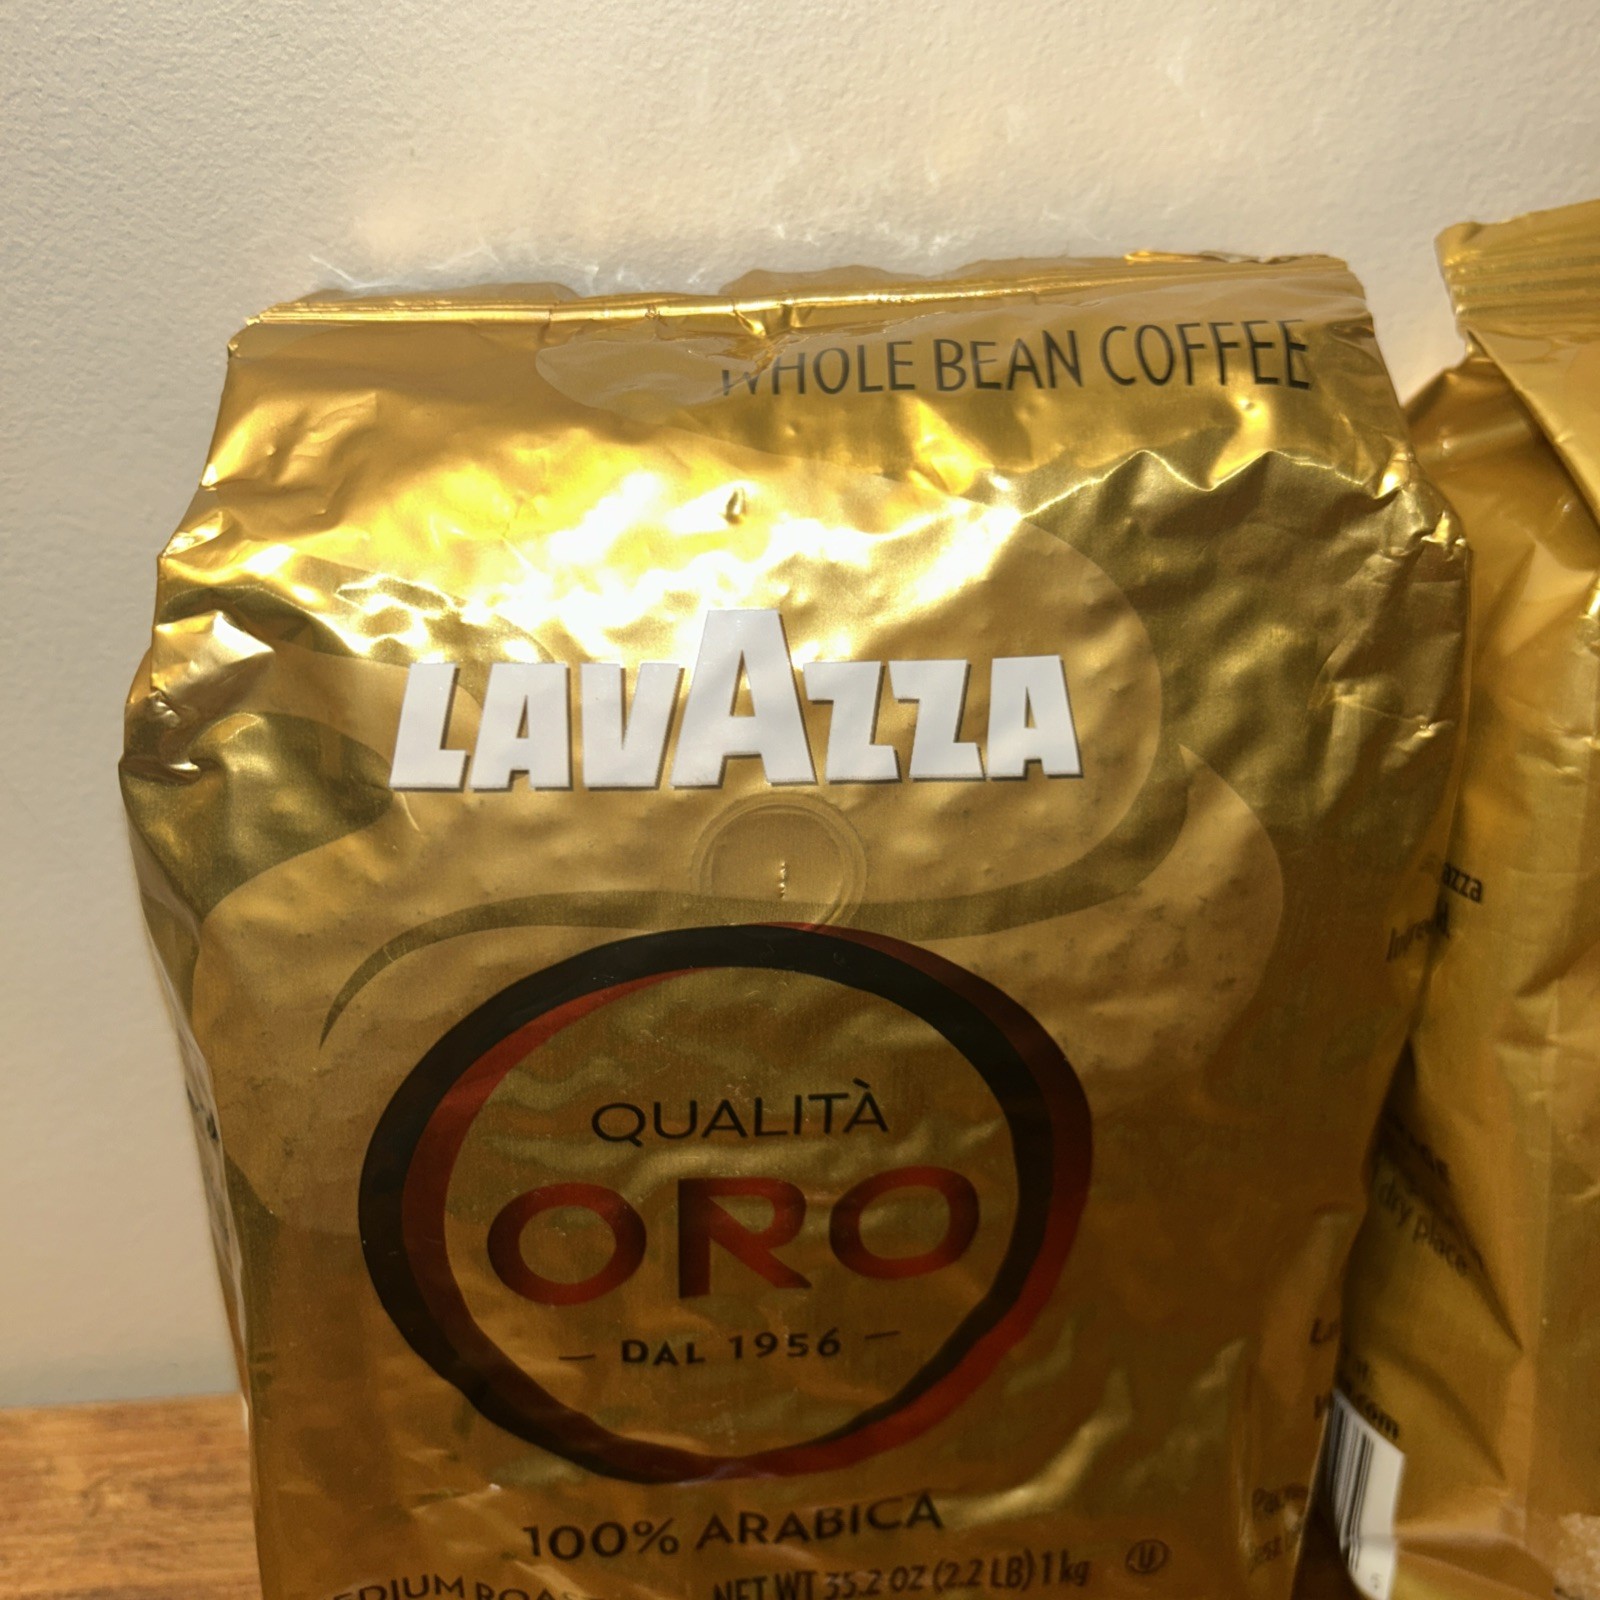 WHOLE BEAN COFFEE
LAVAZZA
QUALITÀ
ORO
— DAL 1956 —
100% ARABICA
NET WT 35.2 OZ (2.2 LB) 1 kg
U
dry place